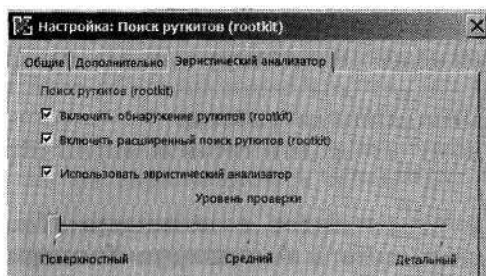 Настройка: Поиск руткитов (rootkit)
Общие Дополнительно Эвристический анализатор
Поиск руткитов (rootkit)
Включить обнаружение руткитов (rootkit)
Включить расширенный поиск руткитов (rootkit)
Использовать эвристический анализатор
Уровень проверки
Поверхностный Средний Детальный